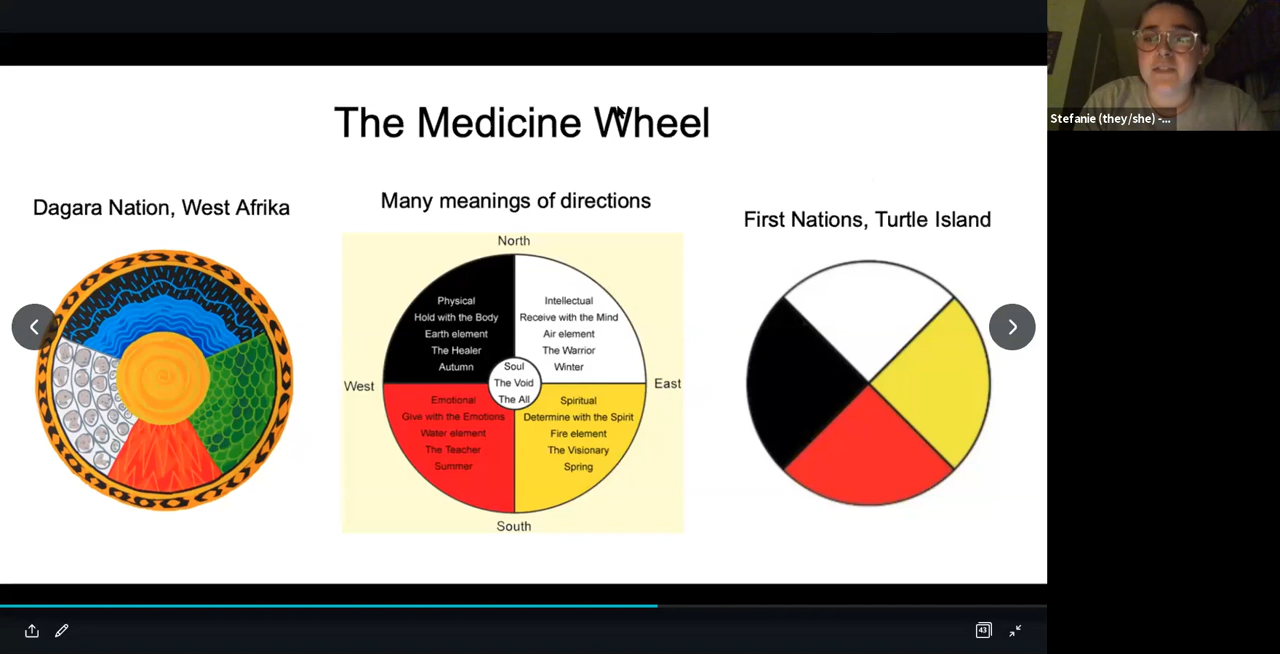 The Medicine Wheel
Stefanie (they/she) -...
Dagara Nation, West Afrika
Many meanings of directions
First Nations, Turtle Island
North
Physical
Hold with the Body
Earth element
The Healer
Autumn
Intellectual
Receive with the Mind
Air element
The Warrior
Winter
West
Soul
The Void
The All
East
Emotional
Give with the Emotions
Water element
The Teacher
Summer
Spiritual
Determine with the Spirit
Fire element
The Visionary
Spring
South
43